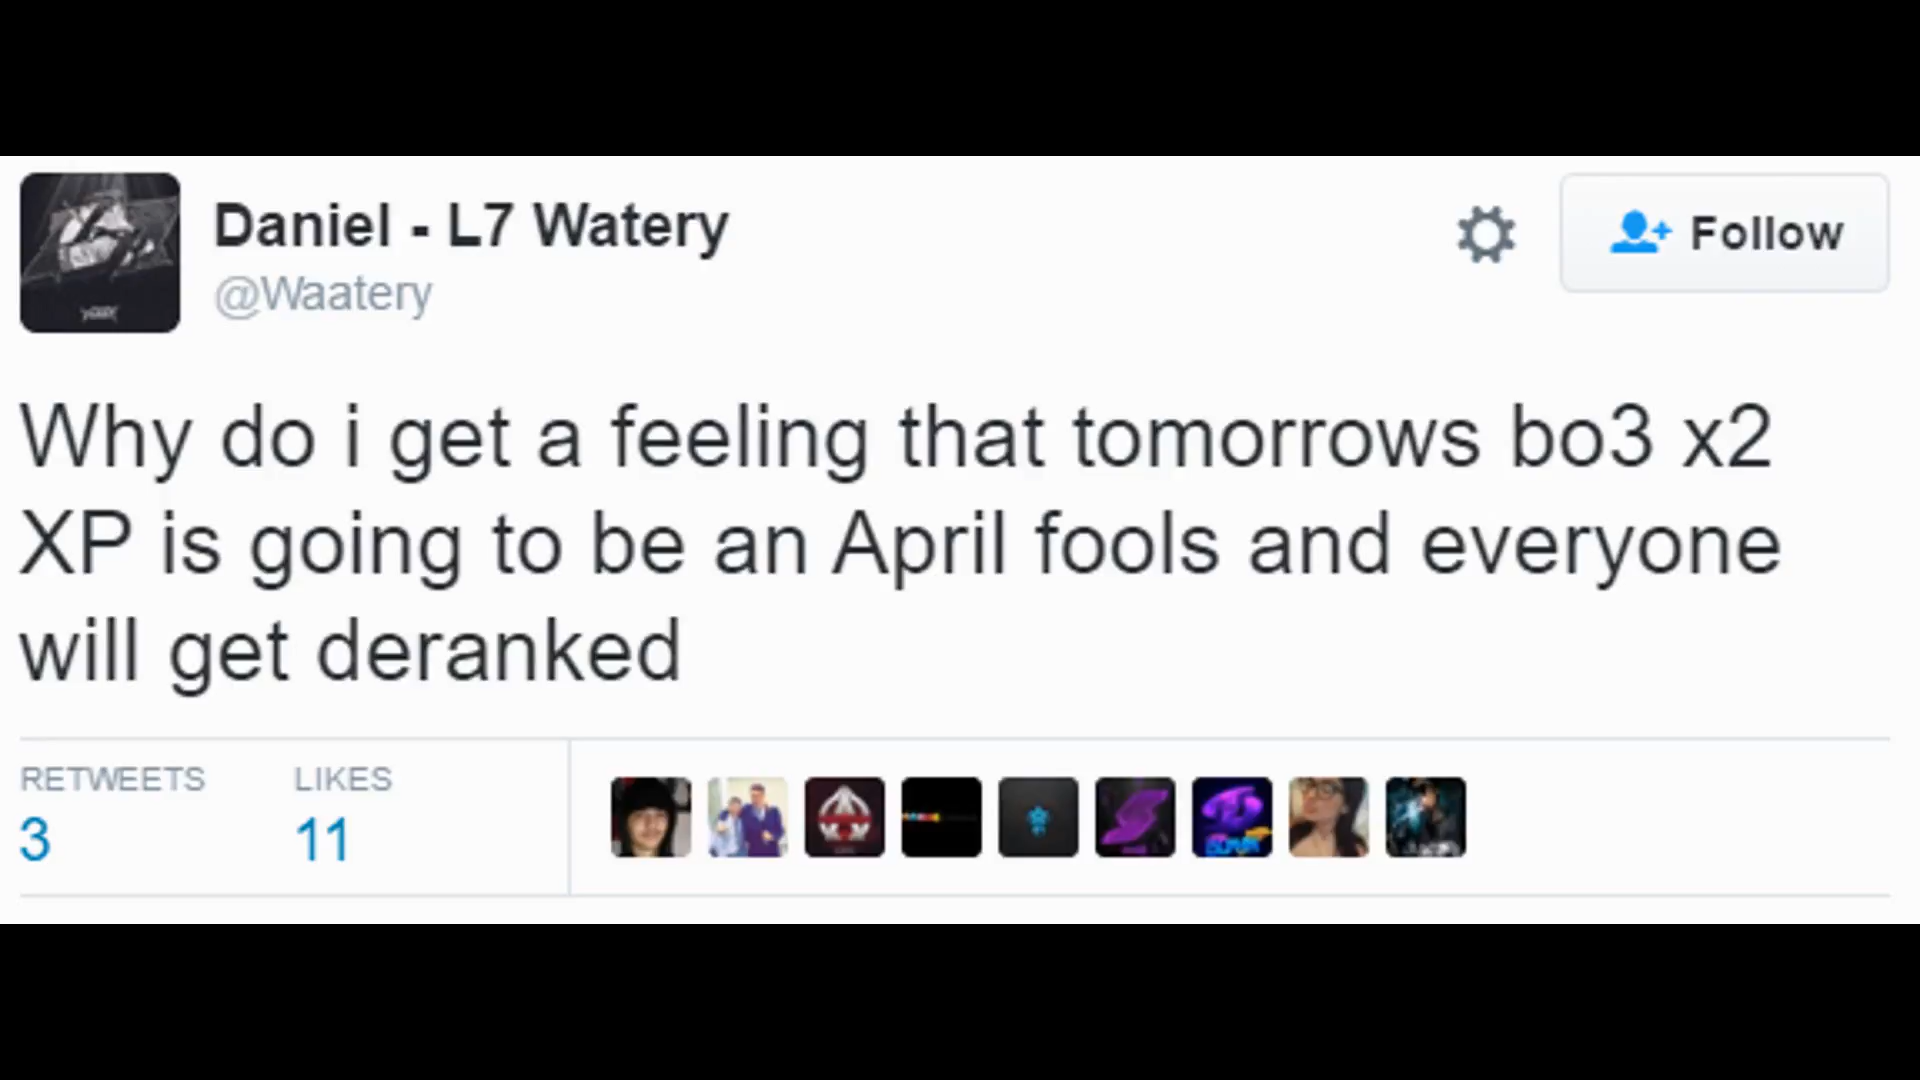 Daniel - L7 Watery
@Waatery
Follow
Why do i get a feeling that tomorrows bo3 x2
XP is going to be an April fools and everyone
will get deranked
RETWEETS LIKES
3 11